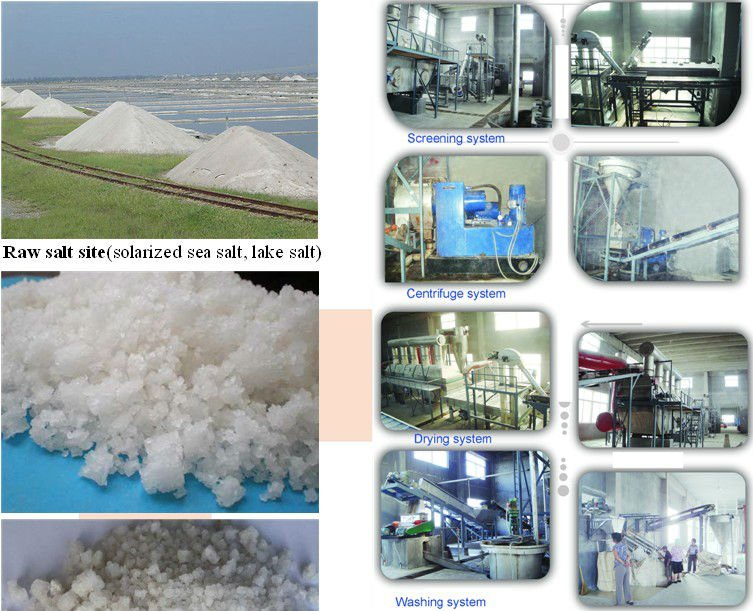 Raw salt site(solarized sea salt, lake salt)
Screening system
Centrifuge system
Drying system
Washing system